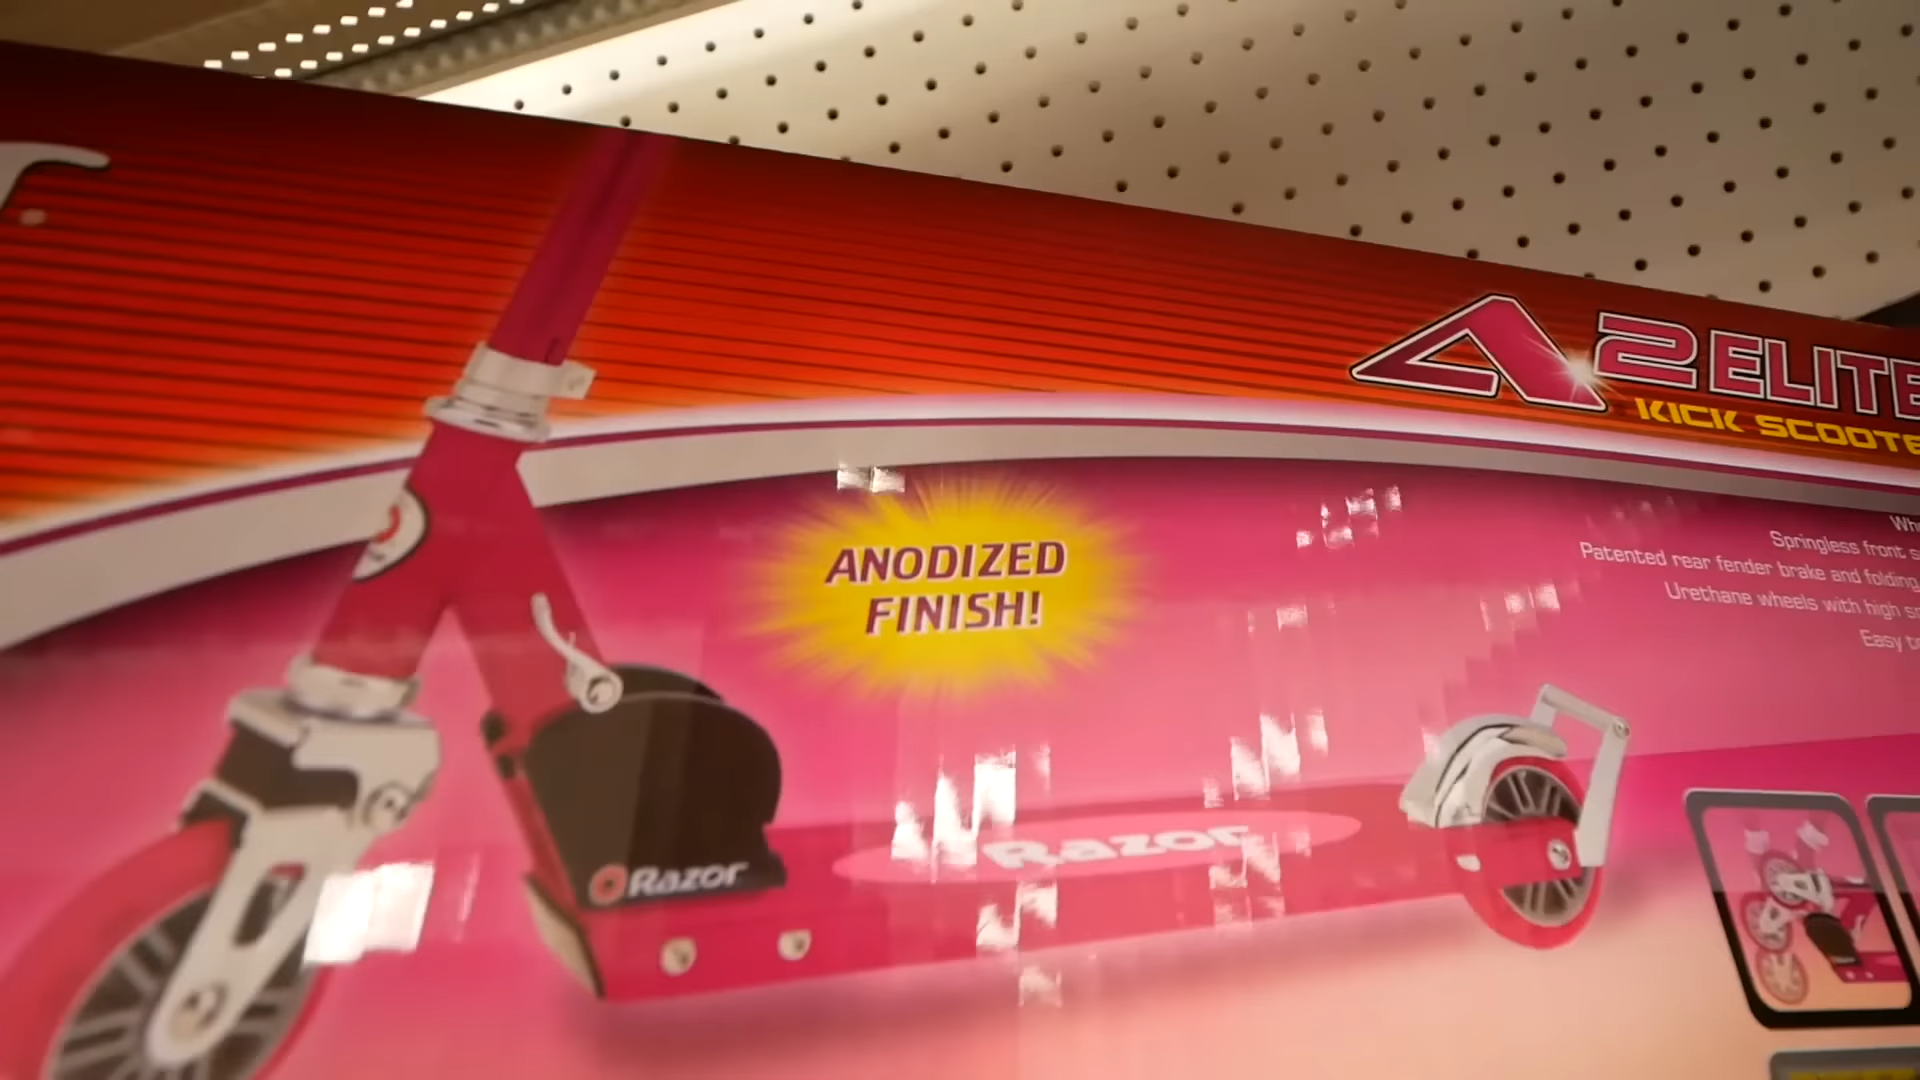 A2 ELITE
KICK SCOOTE
ANODIZED
FINISH!
Springless front
Patented rear fender brake and folding
Urethane wheels with high
Easy
Razor
Razor